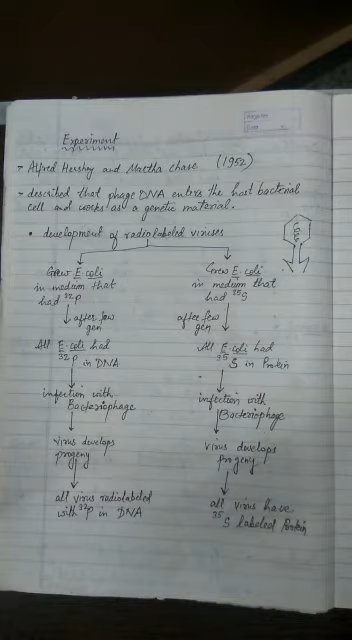 Experiment
- Alfred Hershey and Martha Chase (1952)
- described that phage DNA enters the host bacterial
cell and works as a genetic material.
• development of radiolabeled viruses
Grew E. coli
in medium that
had ³²P
↓ after few
gen
All E. coli had
³²P in DNA
infection with
Bacteriophage
virus develops
progeny
all virus radiolabeled
with ³²P in DNA
Grew E. coli
in medium that
had ³⁵S
after few
gen
All E. coli had
³⁵S in Protein
infection with
Bacteriophage
virus develops
progeny
all virus have
³⁵S labeled Protein